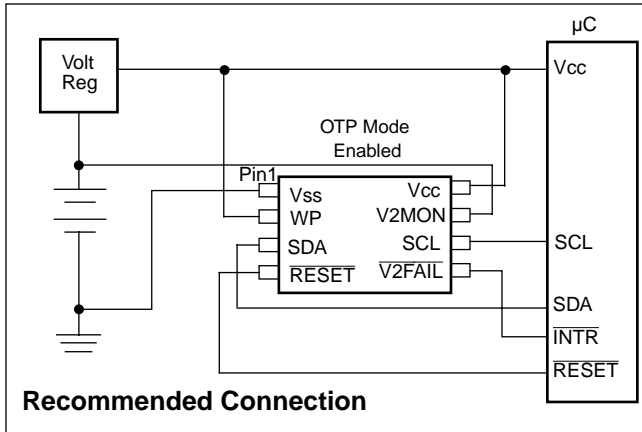 µC
Volt
Reg
Vcc
OTP Mode
Enabled
Pin1
Vss
Vcc
WP
V2MON
SDA
SCL
SCL
RESET
V2FAIL
SDA
INTR
RESET
Recommended Connection